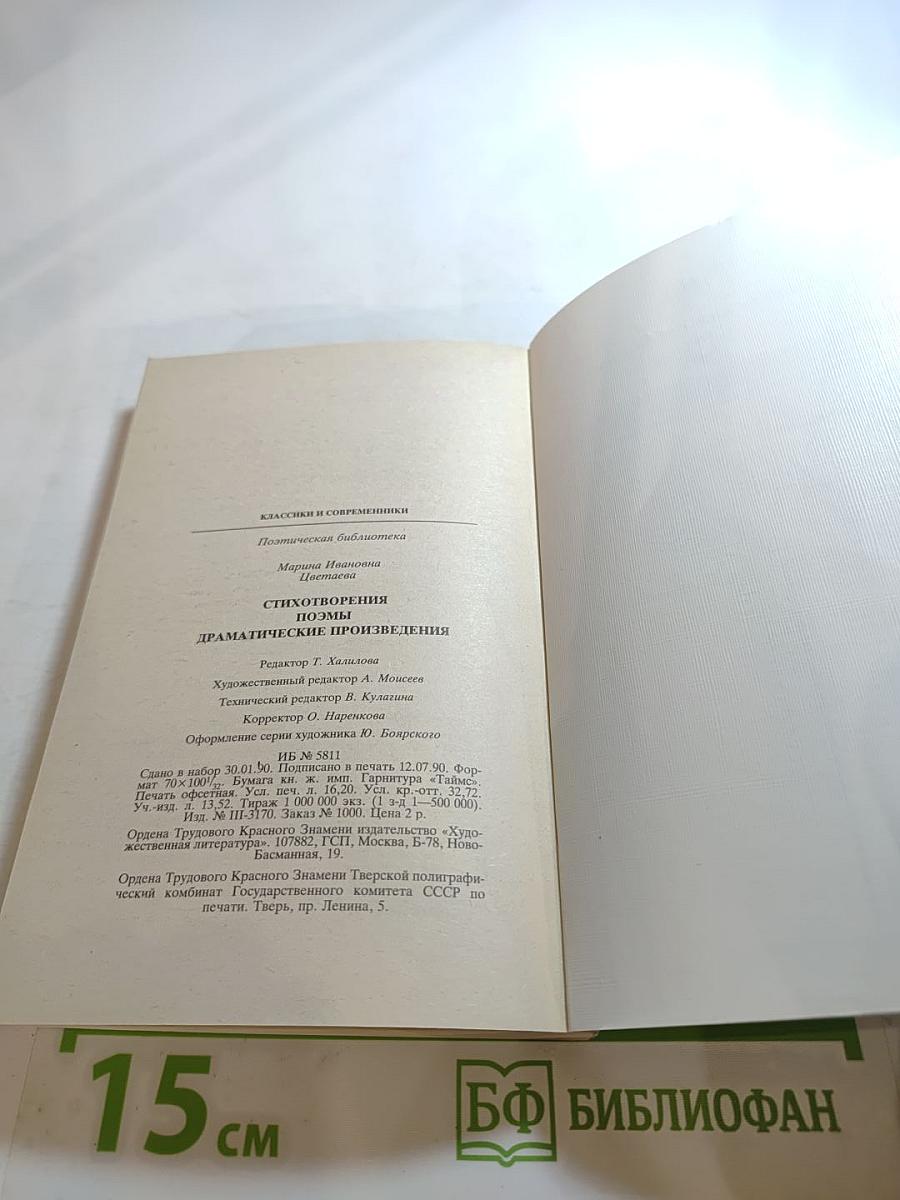 КЛАССИКИ И СОВРЕМЕННИКИ
Поэтическая библиотека
Марина Ивановна
Цветаева
СТИХОТВОРЕНИЯ
ПОЭМЫ
ДРАМАТИЧЕСКИЕ ПРОИЗВЕДЕНИЯ
Редактор Т. Халилова
Художественный редактор А. Моисеев
Технический редактор В. Кулагина
Корректор О. Наренкова
Оформление серии художника Ю. Боярского
ИБ № 5811
Сдано в набор 30.01.90. Подписано в печать 12.07.90. Фор-
мат 70×100¹/₃₂. Бумага кн. ж. имп. Гарнитура «Таймс».
Печать офсетная. Усл. печ. л. 16,20. Усл. кр.-отт. 32,72.
Уч.-изд. л. 13,52. Тираж 1 000 000 экз. (1 з-д 1—500 000).
Изд. № III-3170. Заказ № 1000. Цена 2 р.
Ордена Трудового Красного Знамени издательство «Худо-
жественная литература». 107882, ГСП, Москва, Б-78, Ново-
Басманная, 19.
Ордена Трудового Красного Знамени Тверской полиграфи-
ческий комбинат Государственного комитета СССР по
печати. Тверь, пр. Ленина, 5.
15 см
БФ БИБЛИОФАН